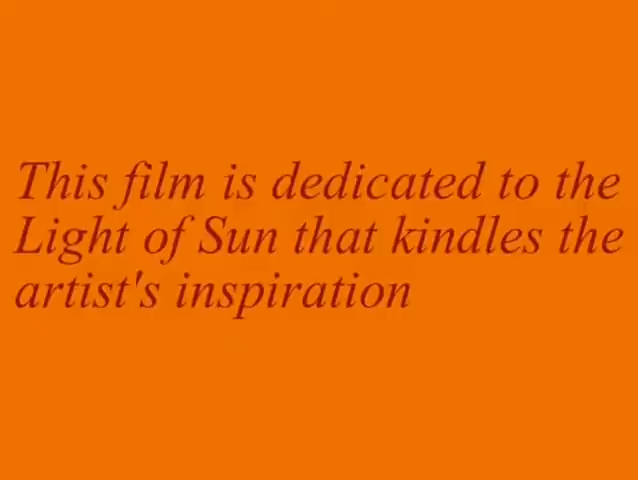 This film is dedicated to the
Light of Sun that kindles the
artist's inspiration